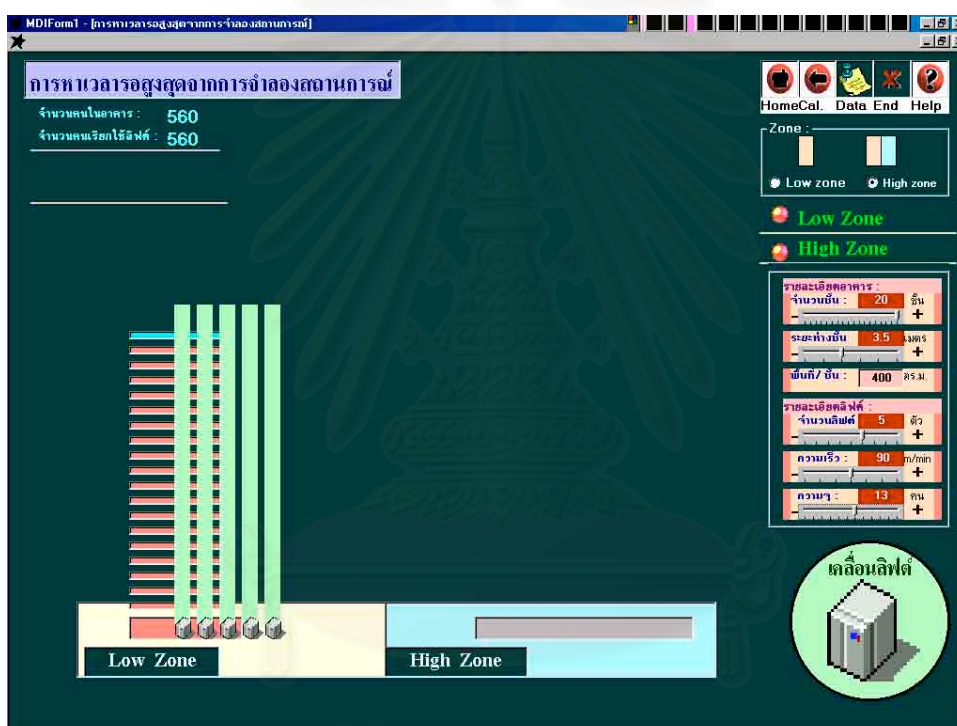 MDIForm1 - [การหาเวลารอสูงสุดจากการจำลองสถานการณ์]
การหาเวลารอสูงสุดจากการจำลองสถานการณ์
จำนวนคนในอาคาร : 560
จำนวนคนเรียกใช้ลิฟต์ : 560
Home Cal. Data End Help
Zone :
Low zone High zone
Low Zone
High Zone
รายละเอียดอาคาร :
จำนวนชั้น : 20 ชั้น
- +
ระยะห่างชั้น 3.5 เมตร
- +
พื้นที่/ ชั้น : 400 ตร.ม.
รายละเอียดลิฟต์ :
จำนวนลิฟต์ 5 ตัว
- +
ความเร็ว : 90 m/min
- +
ความจุ : 13 คน
- +
เคลื่อนลิฟต์
Low Zone High Zone